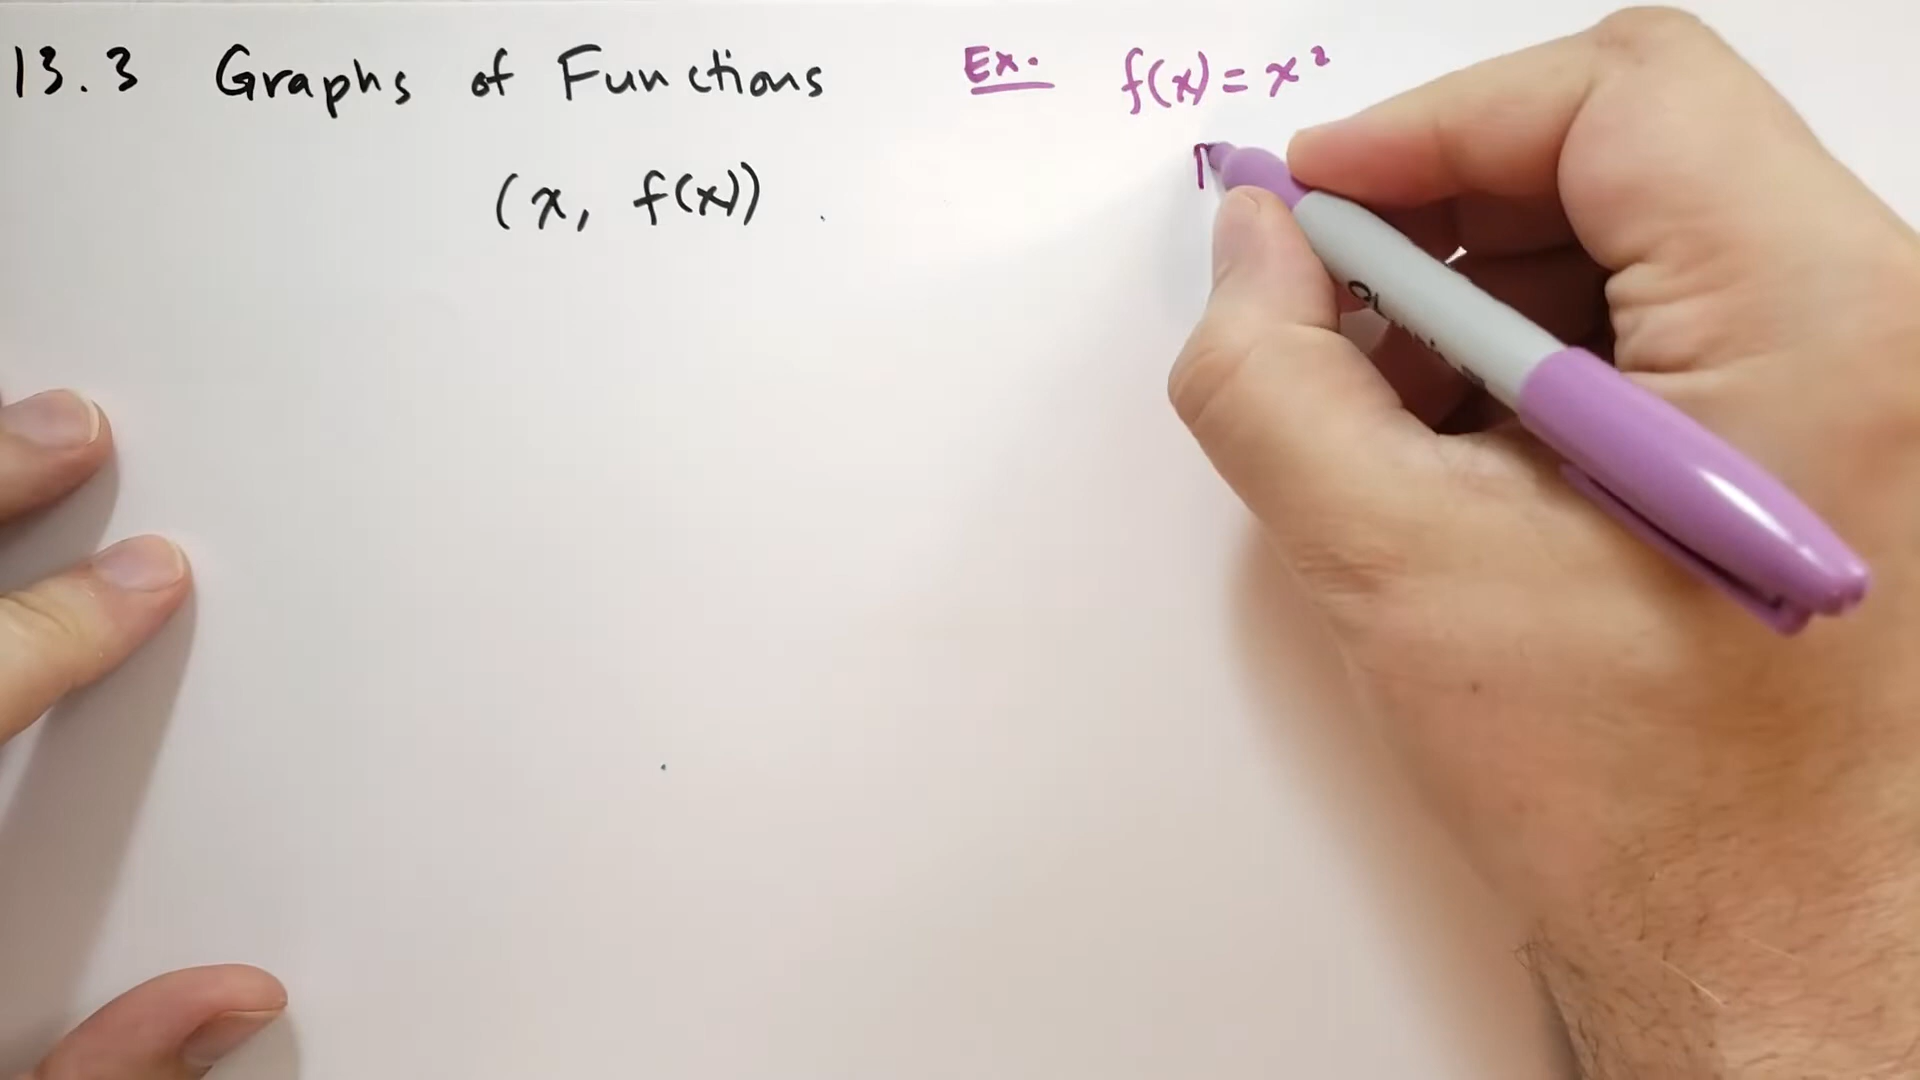 13.3 Graphs of Functions
(x, f(x))
Ex. f(x) = x²